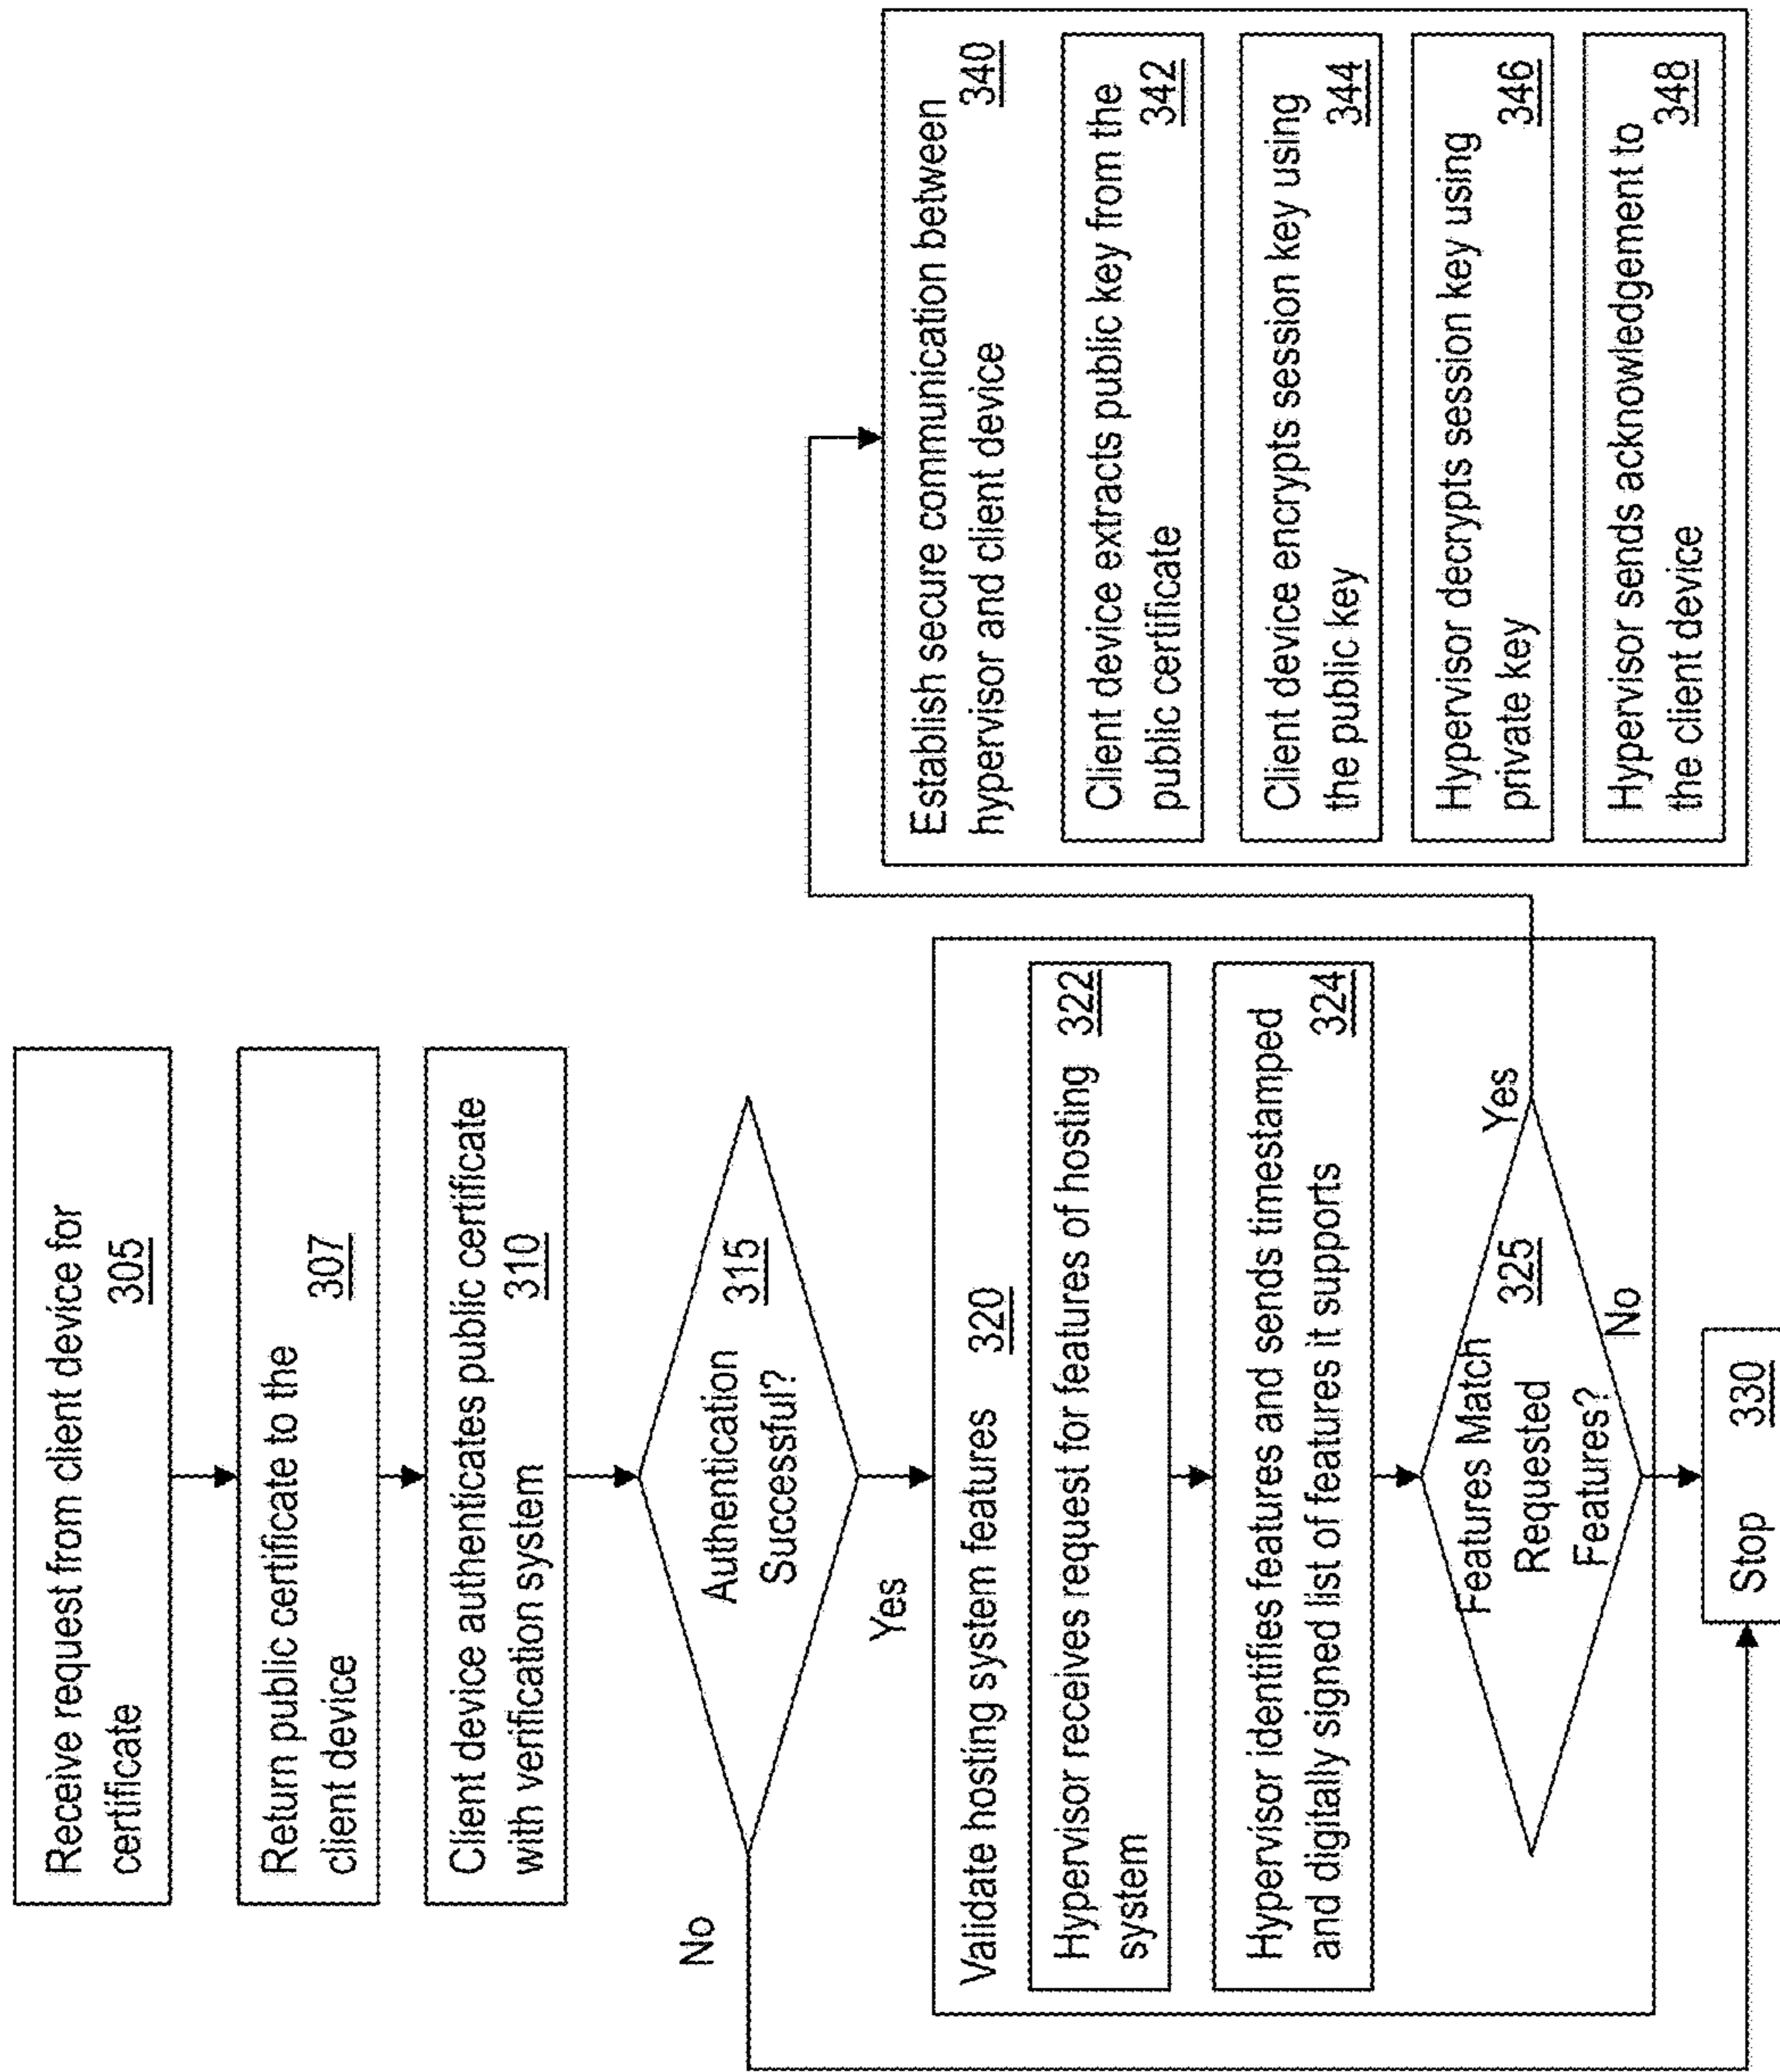 Receive request from client device for
certificate 305
Return public certificate to the
client device 307
Client device authenticates public certificate
with verification system 310
Authentication 315
Successful?
No
Yes
Validate hosting system features 320
Hypervisor receives request for features of hosting
system 322
Hypervisor identifies features and sends timestamped
and digitally signed list of features it supports 324
Features Match 325
Requested
Features?
Yes
No
Stop 330
Establish secure communication between
hypervisor and client device 340
Client device extracts public key from the
public certificate 342
Client device encrypts session key using
the public key 344
Hypervisor decrypts session key using
private key 346
Hypervisor sends acknowledgement to
the client device 348